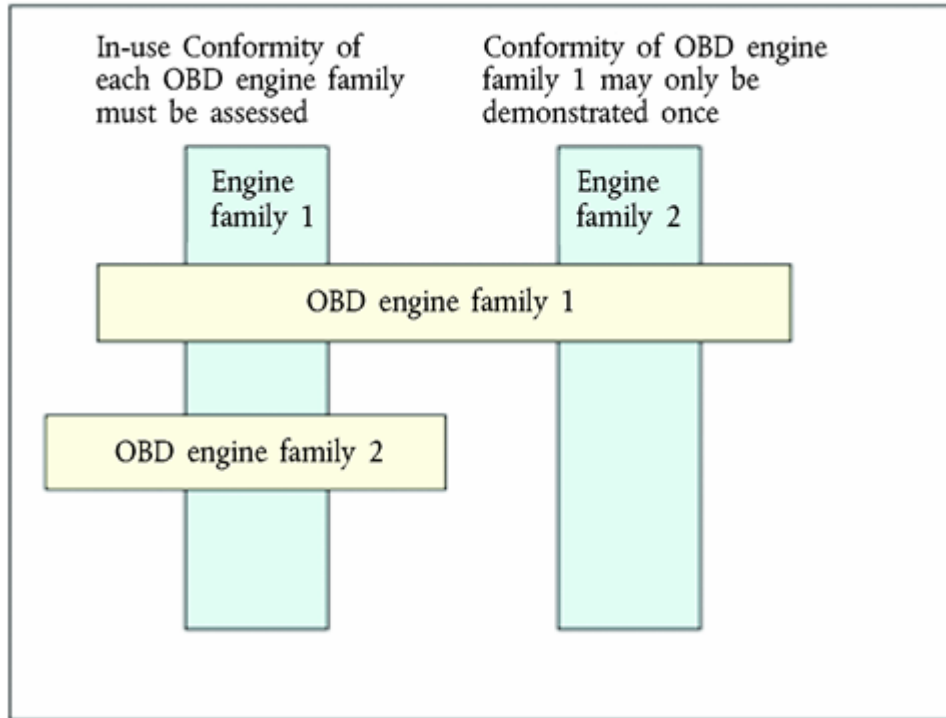 In-use Conformity of
each OBD engine family
must be assessed
Conformity of OBD engine
family 1 may only be
demonstrated once
Engine
family 1
Engine
family 2
OBD engine family 1
OBD engine family 2